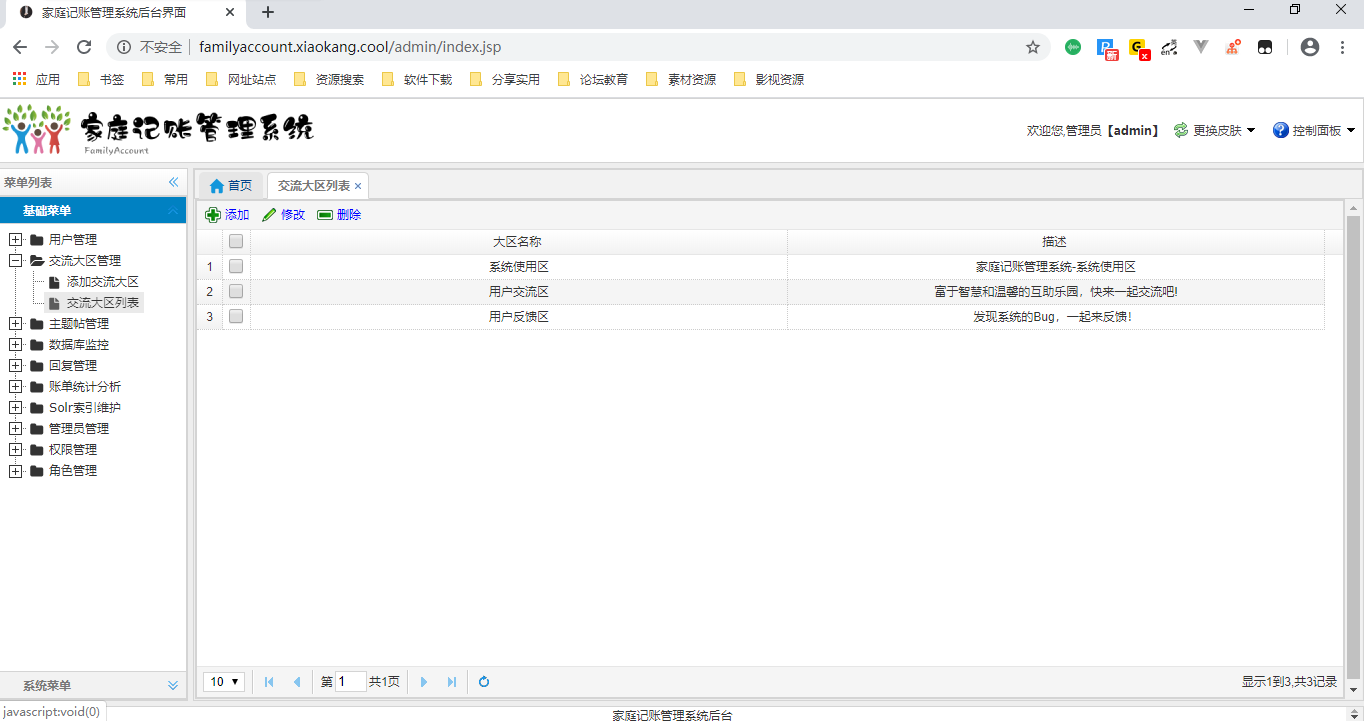 家庭记账管理系统后台界面
不安全 familyaccount.xiaokang.cool/admin/index.jsp
新
G
x
en
应用 书签 常用 网址站点 资源搜索 软件下载 分享实用 论坛教育 素材资源 影视资源
家庭记账管理系统
FamilyAccount
欢迎您,管理员【admin】 更换皮肤 控制面板
菜单列表
基础菜单
用户管理
交流大区管理
添加交流大区
交流大区列表
主题帖管理
数据库监控
回复管理
账单统计分析
Solr索引维护
管理员管理
权限管理
角色管理
系统菜单
首页 交流大区列表
添加 修改 删除
大区名称 描述
1 系统使用区 家庭记账管理系统-系统使用区
2 用户交流区 富于智慧和温馨的互助乐园，快来一起交流吧!
3 用户反馈区 发现系统的Bug，一起来反馈!
10 第 1 共1页 显示1到3,共3记录
javascript:void(0)
家庭记账管理系统后台